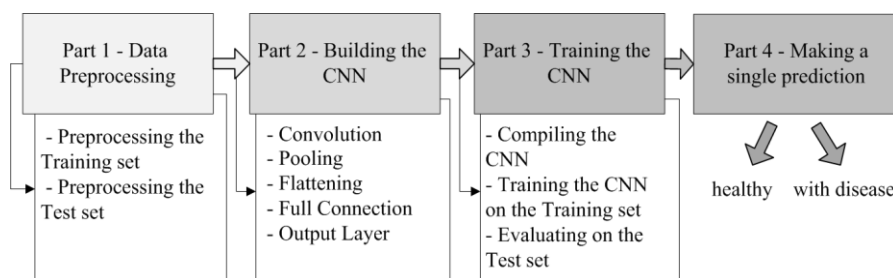 Part 1 - Data
Preprocessing
- Preprocessing the
Training set
- Preprocessing the
Test set
Part 2 - Building the
CNN
- Convolution
- Pooling
- Flattening
- Full Connection
- Output Layer
Part 3 - Training the
CNN
- Compiling the
CNN
- Training the CNN
on the Training set
- Evaluating on the
Test set
Part 4 - Making a
single prediction
healthy
with disease